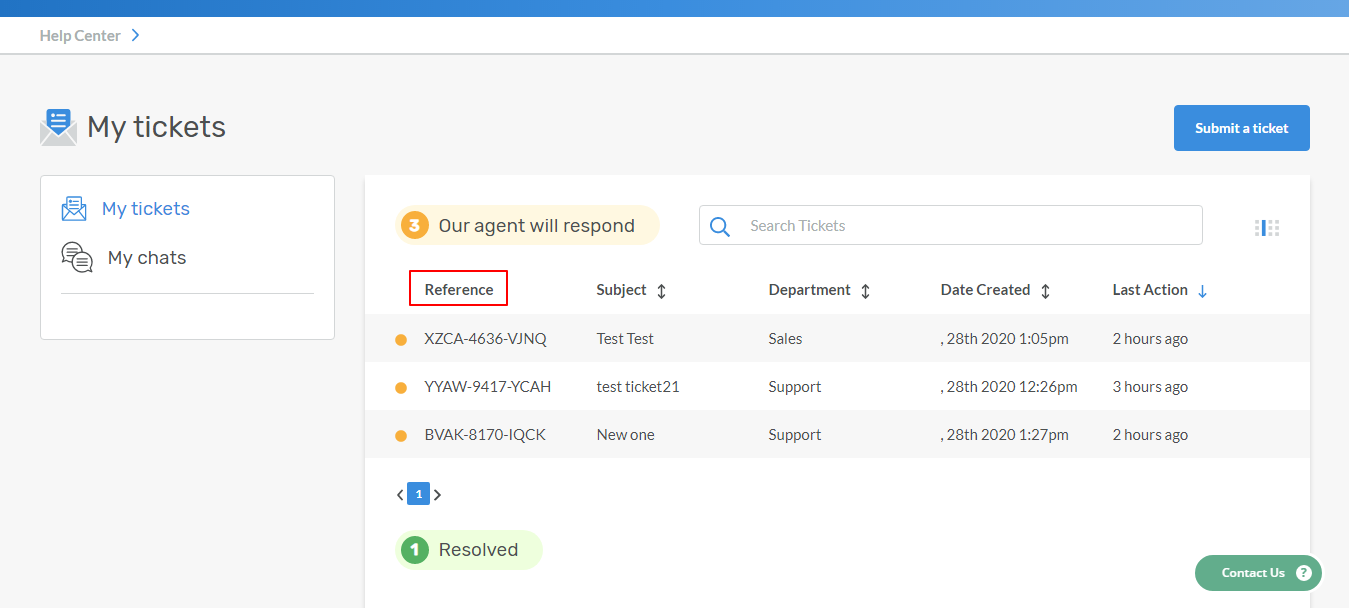 Help Center
My tickets
Submit a ticket
My tickets
My chats
3 Our agent will respond
Search Tickets
Reference Subject Department Date Created Last Action
XZCA-4636-VJNQ Test Test Sales , 28th 2020 1:05pm 2 hours ago
YYAW-9417-YCAH test ticket21 Support , 28th 2020 12:26pm 3 hours ago
BVAK-8170-IQCK New one Support , 28th 2020 1:27pm 2 hours ago
1
1 Resolved
Contact Us ?